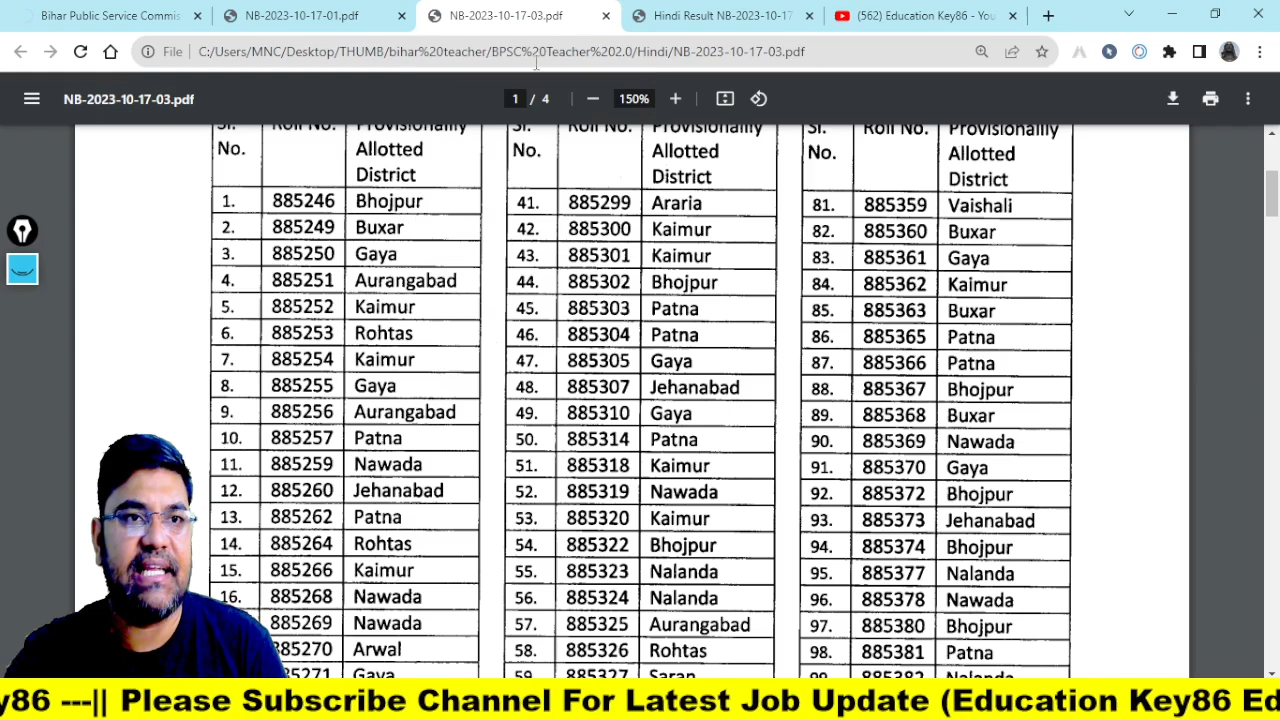 Bihar Public Service Commis
NB-2023-10-17-01.pdf
NB-2023-10-17-03.pdf
Hindi Result NB-2023-10-17
(562) Education Key86 - You
File
C:/Users/MNC/Desktop/THUMB/bihar%20teacher/BPSC%20Teacher%202.0/Hindi/NB-2023-10-17-03.pdf
NB-2023-10-17-03.pdf
1 / 4
150%
Sl. Roll No. Provisionally Sl. Roll No. Provisionally Sl. Roll No. Provisionally
No. Allotted No. Allotted No. Allotted
District District District
1. 885246 Bhojpur 41. 885299 Araria 81. 885359 Vaishali
2. 885249 Buxar 42. 885300 Kaimur 82. 885360 Buxar
3. 885250 Gaya 43. 885301 Kaimur 83. 885361 Gaya
4. 885251 Aurangabad 44. 885302 Bhojpur 84. 885362 Kaimur
5. 885252 Kaimur 45. 885303 Patna 85. 885363 Buxar
6. 885253 Rohtas 46. 885304 Patna 86. 885365 Patna
7. 885254 Kaimur 47. 885305 Gaya 87. 885366 Patna
8. 885255 Gaya 48. 885307 Jehanabad 88. 885367 Bhojpur
9. 885256 Aurangabad 49. 885310 Gaya 89. 885368 Buxar
10. 885257 Patna 50. 885314 Patna 90. 885369 Nawada
11. 885259 Nawada 51. 885318 Kaimur 91. 885370 Gaya
12. 885260 Jehanabad 52. 885319 Nawada 92. 885372 Bhojpur
13. 885262 Patna 53. 885320 Kaimur 93. 885373 Jehanabad
14. 885264 Rohtas 54. 885322 Bhojpur 94. 885374 Bhojpur
15. 885266 Kaimur 55. 885323 Nalanda 95. 885377 Nalanda
16. 885268 Nawada 56. 885324 Nalanda 96. 885378 Nawada
885269 Nawada 57. 885325 Aurangabad 97. 885380 Bhojpur
885270 Arwal 58. 885326 Rohtas 98. 885381 Patna
885271 Gaya 59. 885327 Saran 99. 885382 Nalanda
y86 ---|| Please Subscribe Channel For Latest Job Update (Education Key86 Ed